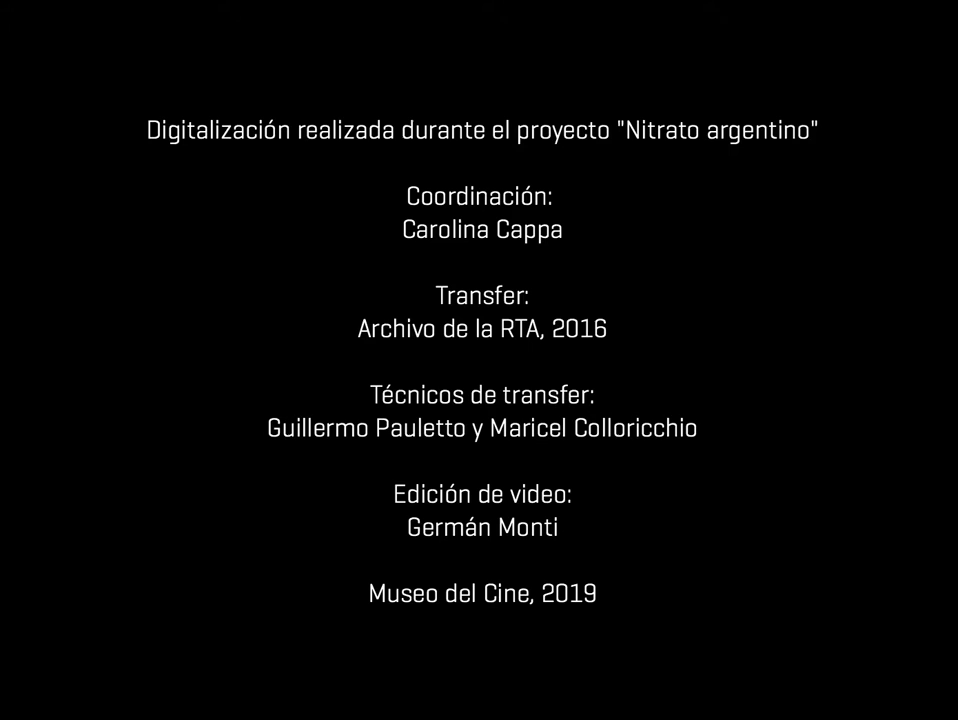 Digitalización realizada durante el proyecto "Nitrato argentino"
Coordinación:
Carolina Cappa
Transfer:
Archivo de la RTA, 2016
Técnicos de transfer:
Guillermo Pauletto y Maricel Colloricchio
Edición de video:
Germán Monti
Museo del Cine, 2019